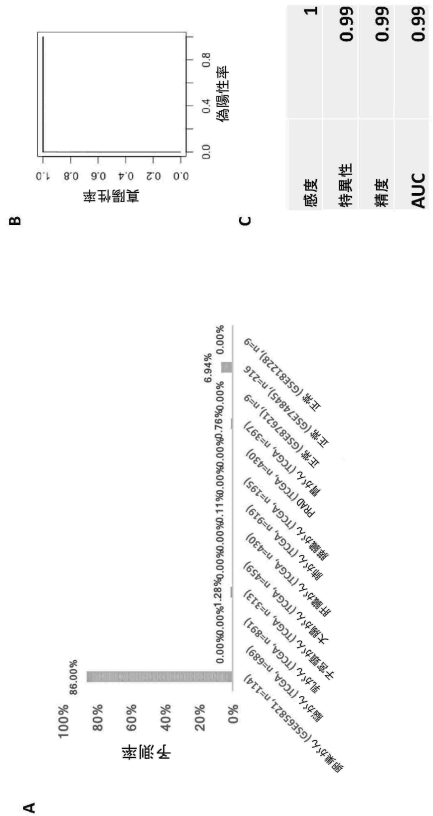 A
予測率
100%
80%
60%
40%
20%
0%
86.00%
0.00%
0.00%
1.28%
0.00%
0.00%
0.11%
0.00%
0.00%
0.76%
0.00%
6.94%
0.00%
卵巣がん (GSE65821, n=114)
脳がん (TCGA, n=689)
乳がん (TCGA, n=891)
子宮頸がん (TCGA, n=313)
大腸がん (TCGA, n=459)
肝臓がん (TCGA, n=430)
肺がん (TCGA, n=919)
膵臓がん (TCGA, n=195)
PRAD (TCGA, n=430)
胃がん (TCGA, n=397)
正常 (GSE87621), n=9
正常 (GSE74845), n=216
正常 (GSE81228), n=9
B
真陽性率
1.0
0.8
0.6
0.4
0.2
0.0
0.0
0.4
0.8
偽陽性率
C
感度 1
特異性 0.99
精度 0.99
AUC 0.99